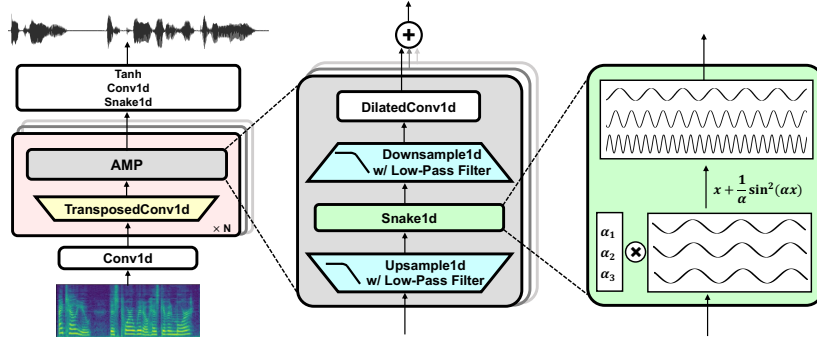 Tanh
Conv1d
Snake1d
AMP
TransposedConv1d
× N
Conv1d
+
DilatedConv1d
Downsample1d
w/ Low-Pass Filter
Snake1d
Upsample1d
w/ Low-Pass Filter
x + 1/α sin²(αx)
α₁
α₂
α₃